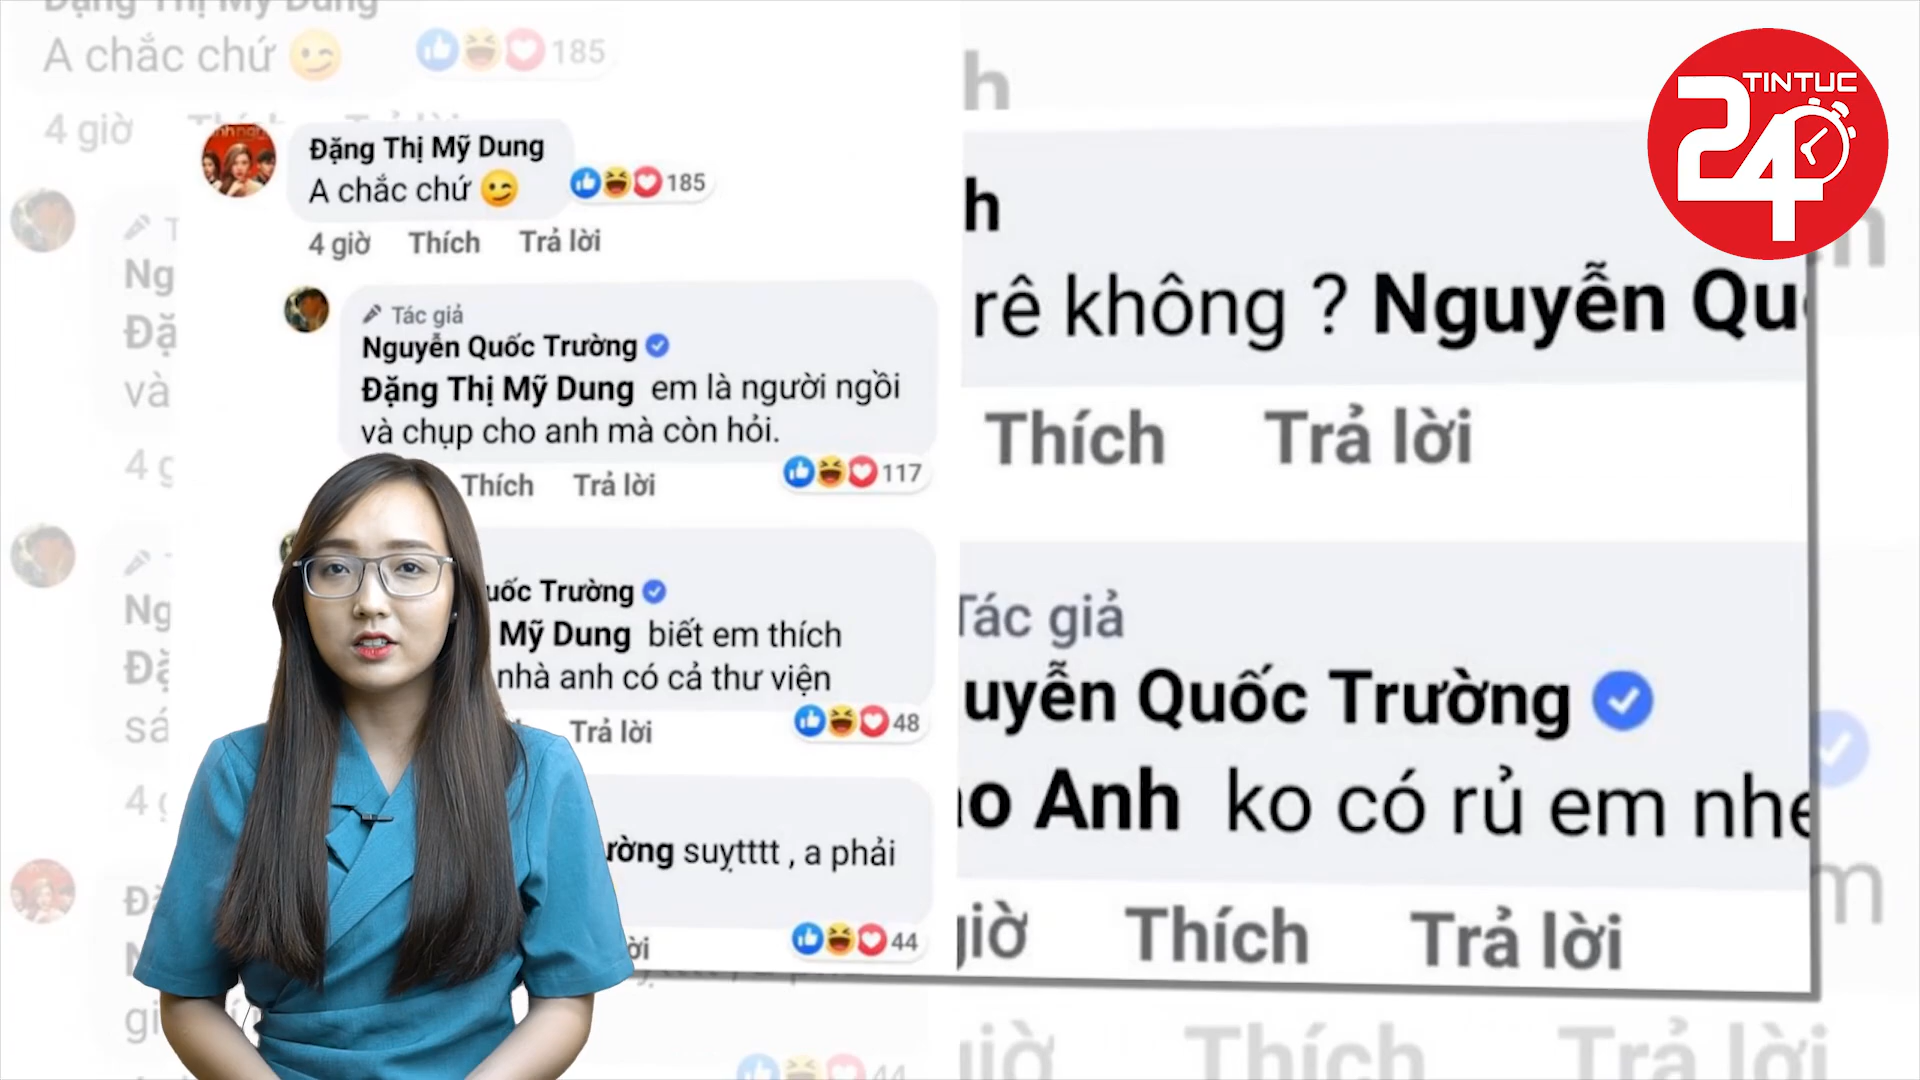 Đặng Thị Mỹ Dung
A chắc chứ
185
4 giờ Thích Trả lời
Tác giả
Nguyễn Quốc Trường
Đặng Thị Mỹ Dung em là người ngồi
và chụp cho anh mà còn hỏi.
Thích Trả lời
117
uốc Trường
Mỹ Dung biết em thích
nhà anh có cả thư viện
Trả lời
48
ường suỵtttt , a phải
44
h
rê không ? Nguyễn Qu
Thích Trả lời
Tác giả
uyễn Quốc Trường
o Anh ko có rủ em nhe
giờ Thích Trả lời
TINTUC
24
A chắc chứ
185
4 giờ
Thích
Trả lời